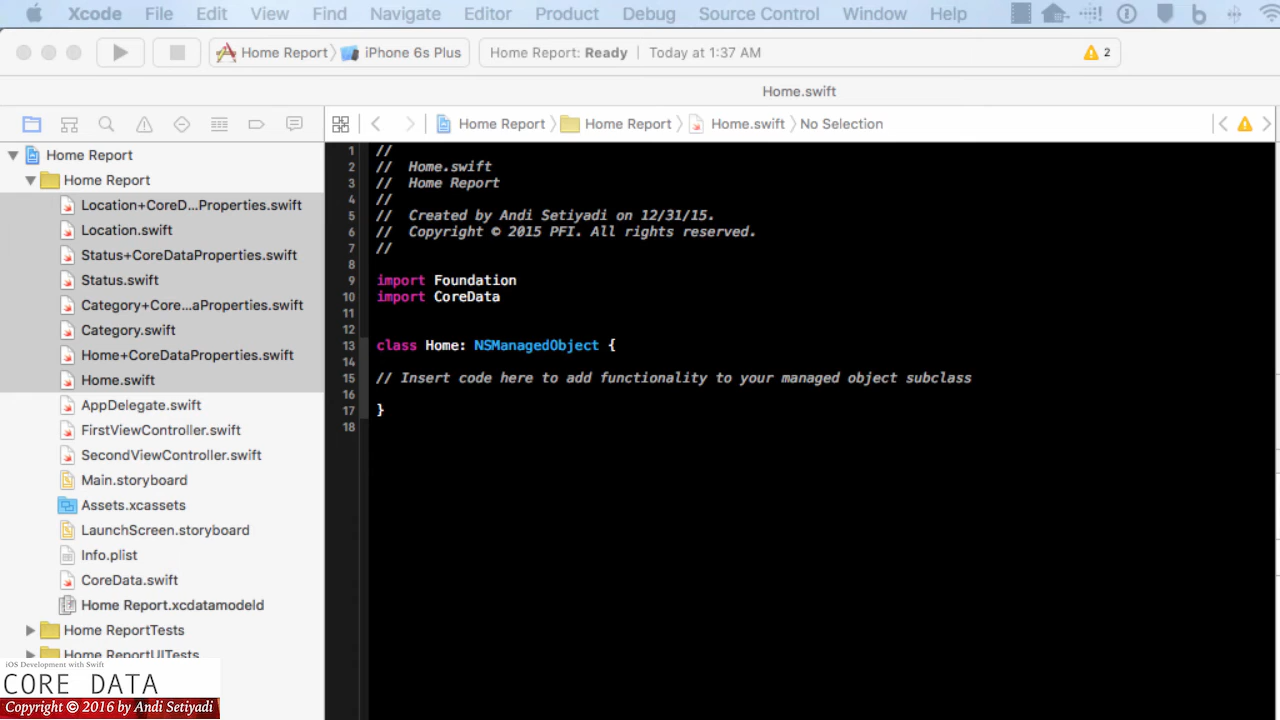 Xcode File Edit View Find Navigate Editor Product Debug Source Control Window Help
Home Report iPhone 6s Plus Home Report: Ready | Today at 1:37 AM 2
Home.swift
Home Report Home Report Home.swift No Selection
Home Report
Home Report
Location+CoreD...Properties.swift
Location.swift
Status+CoreDataProperties.swift
Status.swift
Category+Core...aProperties.swift
Category.swift
Home+CoreDataProperties.swift
Home.swift
AppDelegate.swift
FirstViewController.swift
SecondViewController.swift
Main.storyboard
Assets.xcassets
LaunchScreen.storyboard
Info.plist
CoreData.swift
Home Report.xcdatamodeld
Home ReportTests
Home ReportUITests
1 //
2 // Home.swift
3 // Home Report
4 //
5 // Created by Andi Setiyadi on 12/31/15.
6 // Copyright © 2015 PFI. All rights reserved.
7 //
8
9 import Foundation
10 import CoreData
11
12
13 class Home: NSManagedObject {
14
15 // Insert code here to add functionality to your managed object subclass
16
17 }
18
iOS Development with Swift
CORE DATA
Copyright © 2016 by Andi Setiyadi